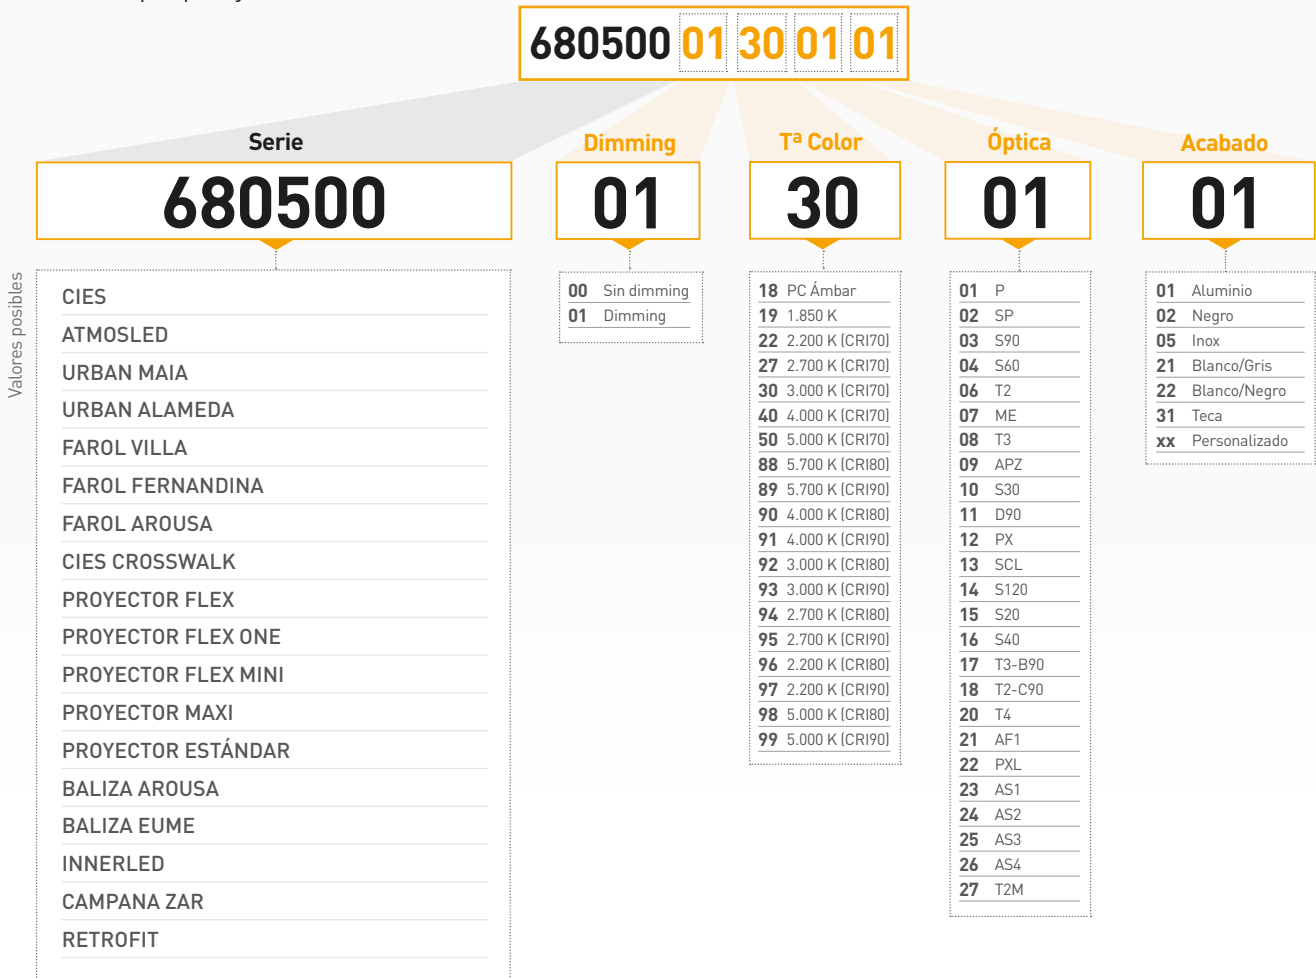 680500 01 30 01 01
Serie
680500
Dimming
01
Tª Color
30
Óptica
01
Acabado
01
Valores posibles
CIES
ATMOSLED
URBAN MAIA
URBAN ALAMEDA
FAROL VILLA
FAROL FERNANDINA
FAROL AROUSA
CIES CROSSWALK
PROYECTOR FLEX
PROYECTOR FLEX ONE
PROYECTOR FLEX MINI
PROYECTOR MAXI
PROYECTOR ESTÁNDAR
BALIZA AROUSA
BALIZA EUME
INNERLED
CAMPANA ZAR
RETROFIT
00 Sin dimming
01 Dimming
18 PC Ámbar
19 1.850 K
22 2.200 K (CRI70)
27 2.700 K (CRI70)
30 3.000 K (CRI70)
40 4.000 K (CRI70)
50 5.000 K (CRI70)
88 5.700 K (CRI80)
89 5.700 K (CRI90)
90 4.000 K (CRI80)
91 4.000 K (CRI90)
92 3.000 K (CRI80)
93 3.000 K (CRI90)
94 2.700 K (CRI80)
95 2.700 K (CRI90)
96 2.200 K (CRI80)
97 2.200 K (CRI90)
98 5.000 K (CRI80)
99 5.000 K (CRI90)
01 P
02 SP
03 S90
04 S60
06 T2
07 ME
08 T3
09 APZ
10 S30
11 D90
12 PX
13 SCL
14 S120
15 S20
16 S40
17 T3-B90
18 T2-C90
20 T4
21 AF1
22 PXL
23 AS1
24 AS2
25 AS3
26 AS4
27 T2M
01 Aluminio
02 Negro
05 Inox
21 Blanco/Gris
22 Blanco/Negro
31 Teca
xx Personalizado